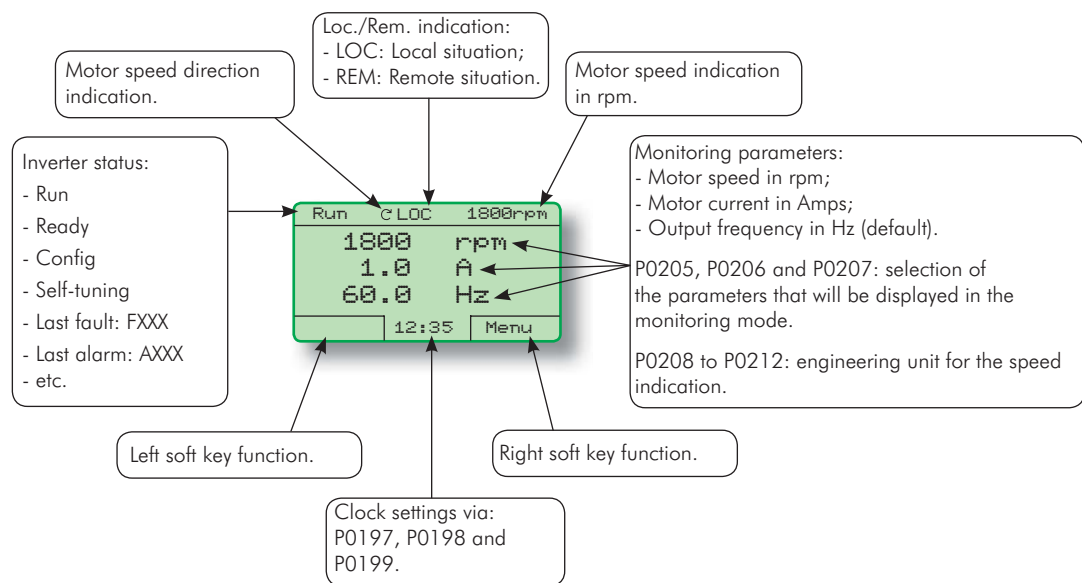 Loc./Rem. indication:
- LOC: Local situation;
- REM: Remote situation.
Motor speed direction
indication.
Motor speed indication
in rpm.
Inverter status:
- Run
- Ready
- Config
- Self-tuning
- Last fault: FXXX
- Last alarm: AXXX
- etc.
Run LOC 1800rpm
1800 rpm
1.0 A
60.0 Hz
12:35 Menu
Monitoring parameters:
- Motor speed in rpm;
- Motor current in Amps;
- Output frequency in Hz (default).
P0205, P0206 and P0207: selection of
the parameters that will be displayed in the
monitoring mode.
P0208 to P0212: engineering unit for the speed
indication.
Left soft key function.
Right soft key function.
Clock settings via:
P0197, P0198 and
P0199.